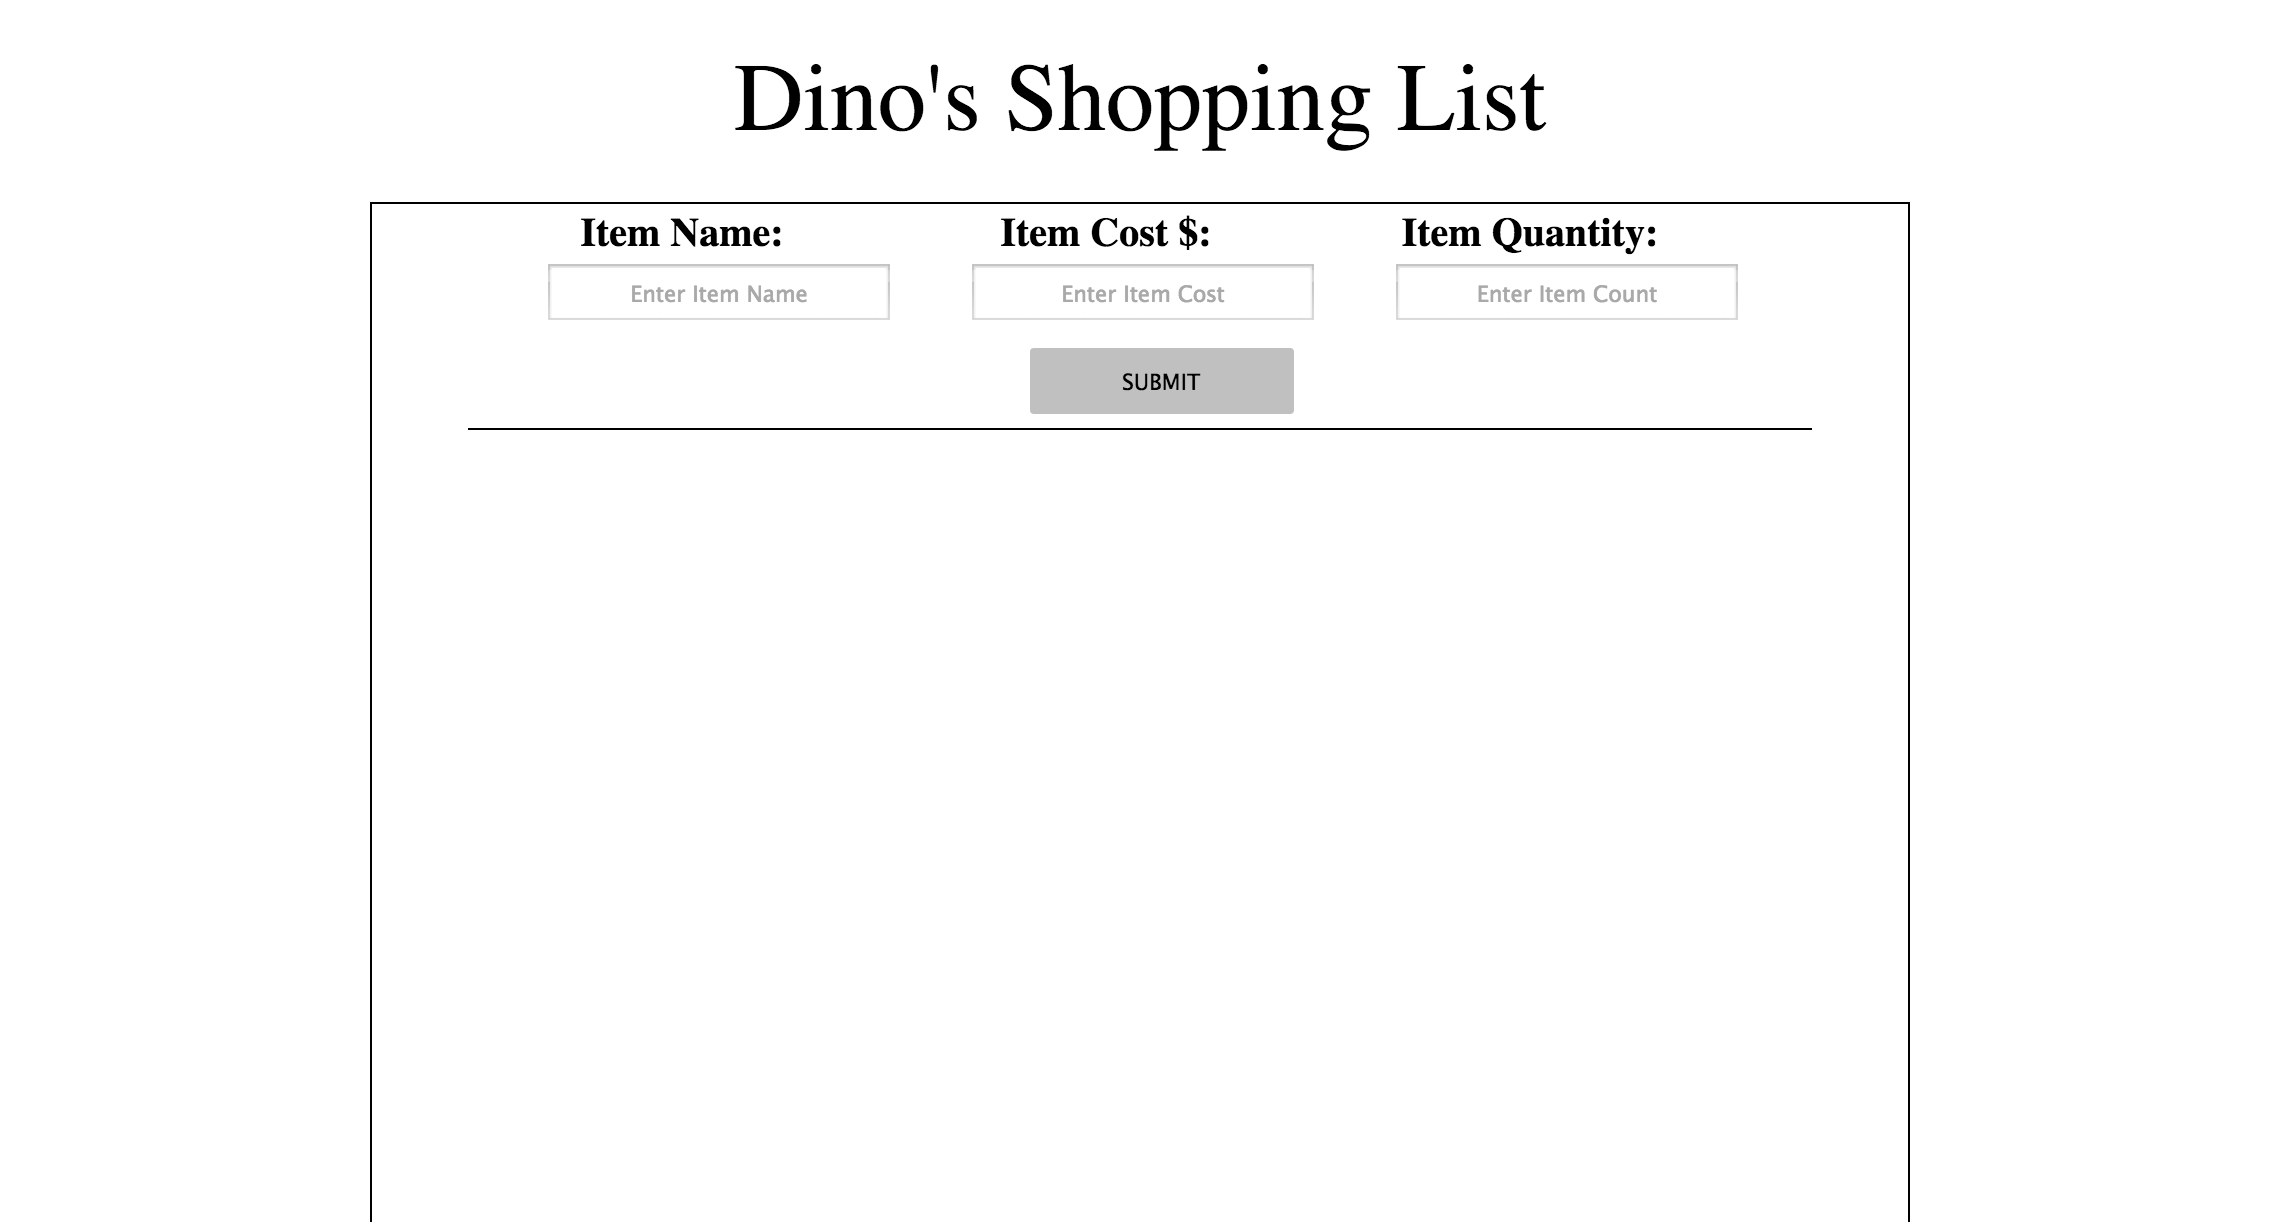 Dino's Shopping List
Item Name: Item Cost $: Item Quantity:
Enter Item Name Enter Item Cost Enter Item Count
SUBMIT